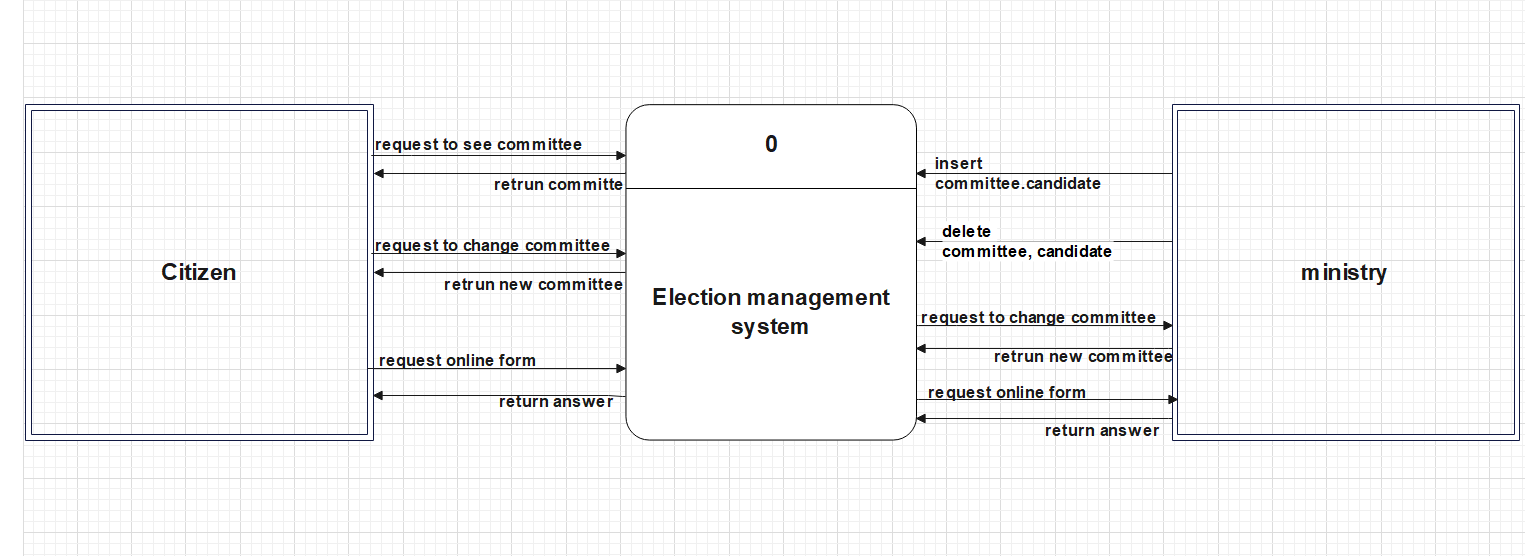 Citizen
request to see committee
retrun committe
request to change committee
retrun new committee
request online form
return answer
0
Election management
system
insert
committee.candidate
delete
committee, candidate
request to change committee
retrun new committee
request online form
return answer
ministry